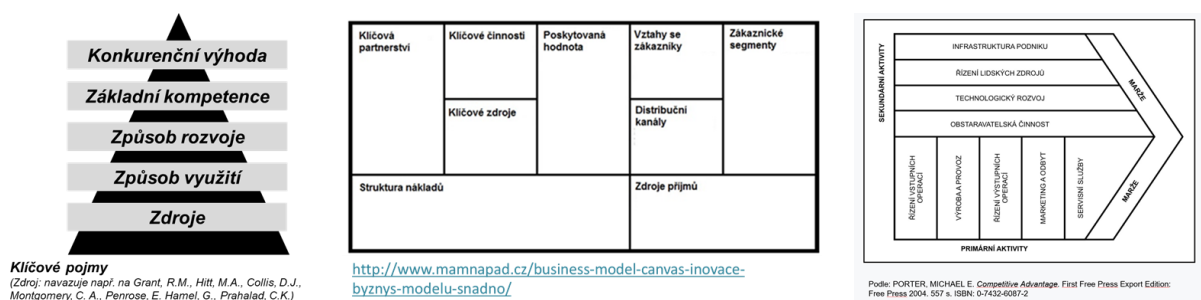 Konkurenční výhoda
Základní kompetence
Způsob rozvoje
Způsob využití
Zdroje
Klíčové pojmy
(Zdroj: navazuje např. na Grant, R.M., Hitt, M.A., Collis, D.J.,
Montgomery, C. A., Penrose, E. Hamel, G., Prahalad, C.K.)
Klíčová
partnerství
Klíčové činnosti
Klíčové zdroje
Poskytovaná
hodnota
Vztahy se
zákazníky
Distribuční
kanály
Zákaznické
segmenty
Struktura nákladů
Zdroje příjmů
http://www.mamnapad.cz/business-model-canvas-inovace-
byznys-modelu-snadno/
SEKUNDÁRNÍ AKTIVITY
INFRASTRUKTURA PODNIKU
ŘÍZENÍ LIDSKÝCH ZDROJŮ
TECHNOLOGICKÝ ROZVOJ
OBSTARAVATELSKÁ ČINNOST
ŘÍZENÍ VSTUPNÍCH
OPERACÍ
VÝROBA A PROVOZ
ŘÍZENÍ VÝSTUPNÍCH
OPERACÍ
MARKETING A ODBYT
SERVISNÍ SLUŽBY
MARŽE
MARŽE
PRIMÁRNÍ AKTIVITY
Podle: PORTER, MICHAEL E. Competitive Advantage. First Free Press Export Edition:
Free Press 2004. 557 s. ISBN: 0-7432-6087-2